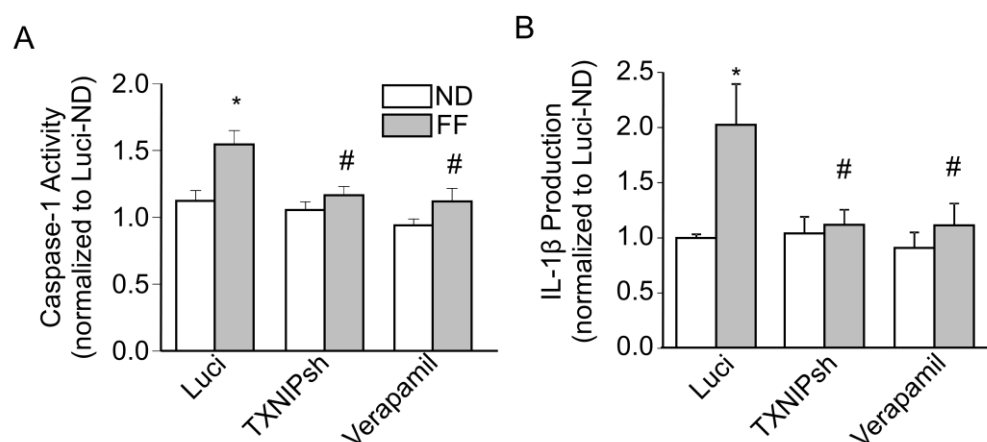 A
Caspase-1 Activity
(normalized to Luci-ND)
2.0
1.5
1.0
0.5
0.0
*
#
#
ND
FF
Luci
TXNIPsh
Verapamil
B
IL-1β Production
(normalized to Luci-ND)
2.5
2.0
1.5
1.0
0.5
0.0
*
#
#
Luci
TXNIPsh
Verapamil